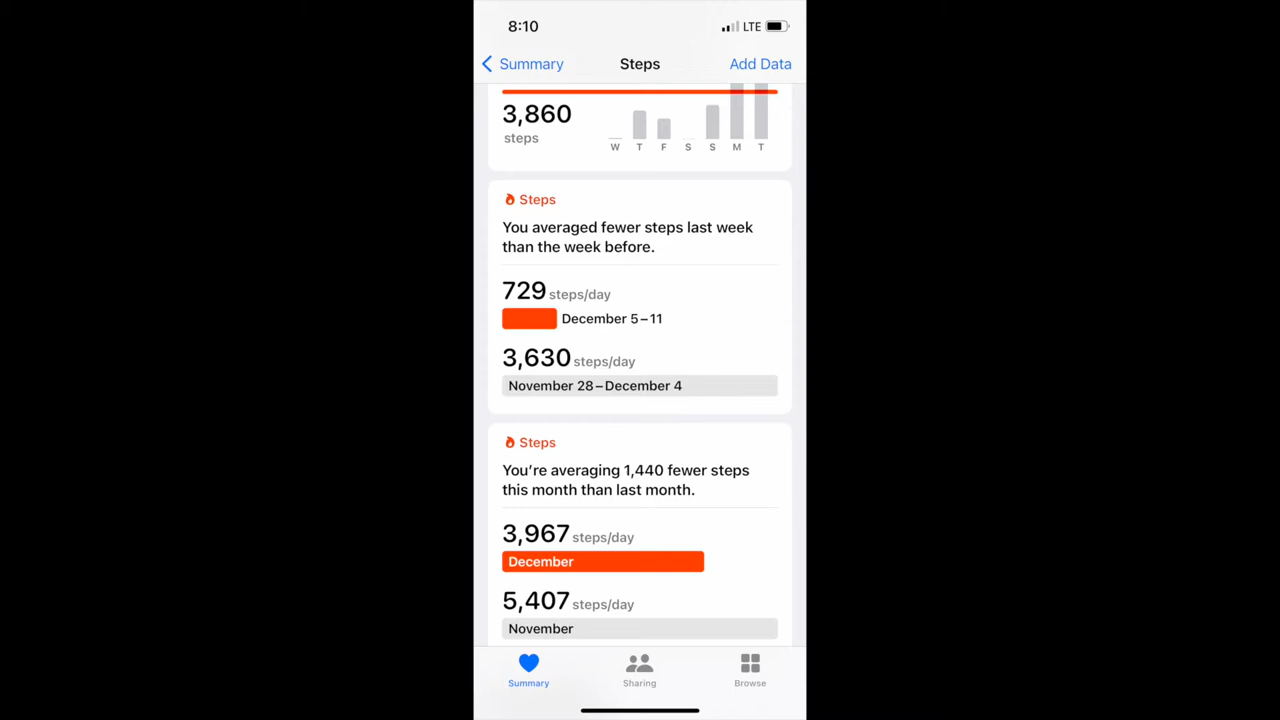 8:10 LTE
Summary Steps Add Data
3,860
steps
W T F S S M T
Steps
You averaged fewer steps last week
than the week before.
729 steps/day
December 5–11
3,630 steps/day
November 28–December 4
Steps
You're averaging 1,440 fewer steps
this month than last month.
3,967 steps/day
December
5,407 steps/day
November
Summary Sharing Browse